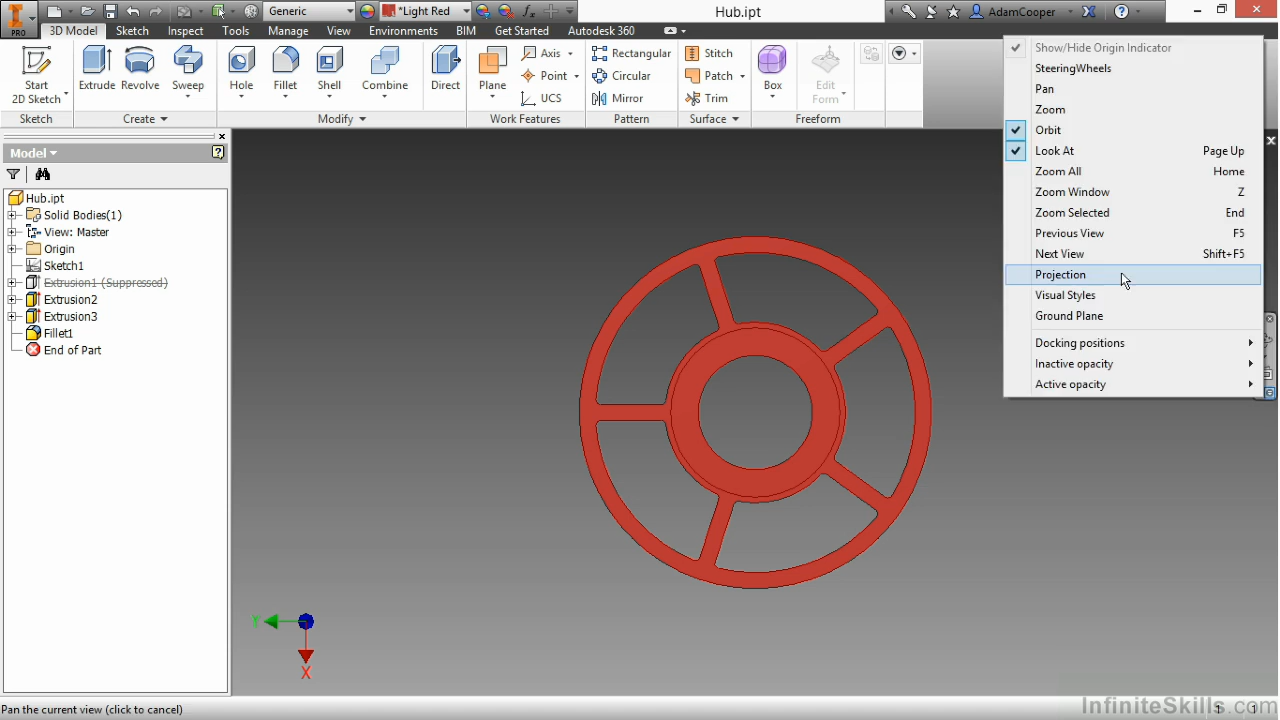 Generic
*Light Red
Hub.ipt
AdamCooper
PRO
3D Model
Sketch
Inspect
Tools
Manage
View
Environments
BIM
Get Started
Autodesk 360
Start
2D Sketch
Extrude
Revolve
Sweep
Hole
Fillet
Shell
Combine
Direct
Plane
Axis
Point
UCS
Rectangular
Circular
Mirror
Stitch
Patch
Trim
Box
Edit
Form
Sketch
Create
Modify
Work Features
Pattern
Surface
Freeform
Model
Hub.ipt
Solid Bodies(1)
View: Master
Origin
Sketch1
Extrusion1 (Suppressed)
Extrusion2
Extrusion3
Fillet1
End of Part
Show/Hide Origin Indicator
SteeringWheels
Pan
Zoom
Orbit
Look At Page Up
Zoom All Home
Zoom Window Z
Zoom Selected End
Previous View F5
Next View Shift+F5
Projection
Visual Styles
Ground Plane
Docking positions
Inactive opacity
Active opacity
Y
X
Pan the current view (click to cancel)
1 1
InfiniteSkills.com